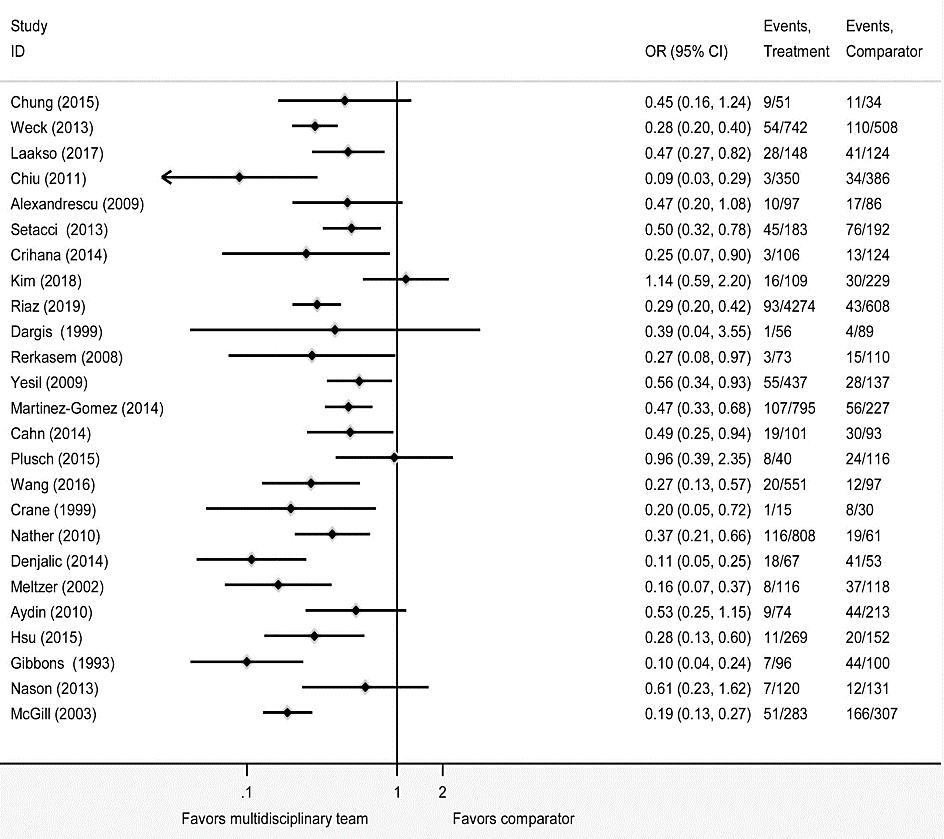 Study Events, Events,
ID OR (95% CI) Treatment Comparator
Chung (2015) 0.45 (0.16, 1.24) 9/51 11/34
Weck (2013) 0.28 (0.20, 0.40) 54/742 110/508
Laakso (2017) 0.47 (0.27, 0.82) 28/148 41/124
Chiu (2011) 0.09 (0.03, 0.29) 3/350 34/386
Alexandrescu (2009) 0.47 (0.20, 1.08) 10/97 17/86
Setacci (2013) 0.50 (0.32, 0.78) 45/183 76/192
Crihana (2014) 0.25 (0.07, 0.90) 3/106 13/124
Kim (2018) 1.14 (0.59, 2.20) 16/109 30/229
Riaz (2019) 0.29 (0.20, 0.42) 93/4274 43/608
Dargis (1999) 0.39 (0.04, 3.55) 1/56 4/89
Rerkasem (2008) 0.27 (0.08, 0.97) 3/73 15/110
Yesil (2009) 0.56 (0.34, 0.93) 55/437 28/137
Martinez-Gomez (2014) 0.47 (0.33, 0.68) 107/795 56/227
Cahn (2014) 0.49 (0.25, 0.94) 19/101 30/93
Plusch (2015) 0.96 (0.39, 2.35) 8/40 24/116
Wang (2016) 0.27 (0.13, 0.57) 20/551 12/97
Crane (1999) 0.20 (0.05, 0.72) 1/15 8/30
Nather (2010) 0.37 (0.21, 0.66) 116/808 19/61
Denjalic (2014) 0.11 (0.05, 0.25) 18/67 41/53
Meltzer (2002) 0.16 (0.07, 0.37) 8/116 37/118
Aydin (2010) 0.53 (0.25, 1.15) 9/74 44/213
Hsu (2015) 0.28 (0.13, 0.60) 11/269 20/152
Gibbons (1993) 0.10 (0.04, 0.24) 7/96 44/100
Nason (2013) 0.61 (0.23, 1.62) 7/120 12/131
McGill (2003) 0.19 (0.13, 0.27) 51/283 166/307
.1 1 2
Favors multidisciplinary team Favors comparator